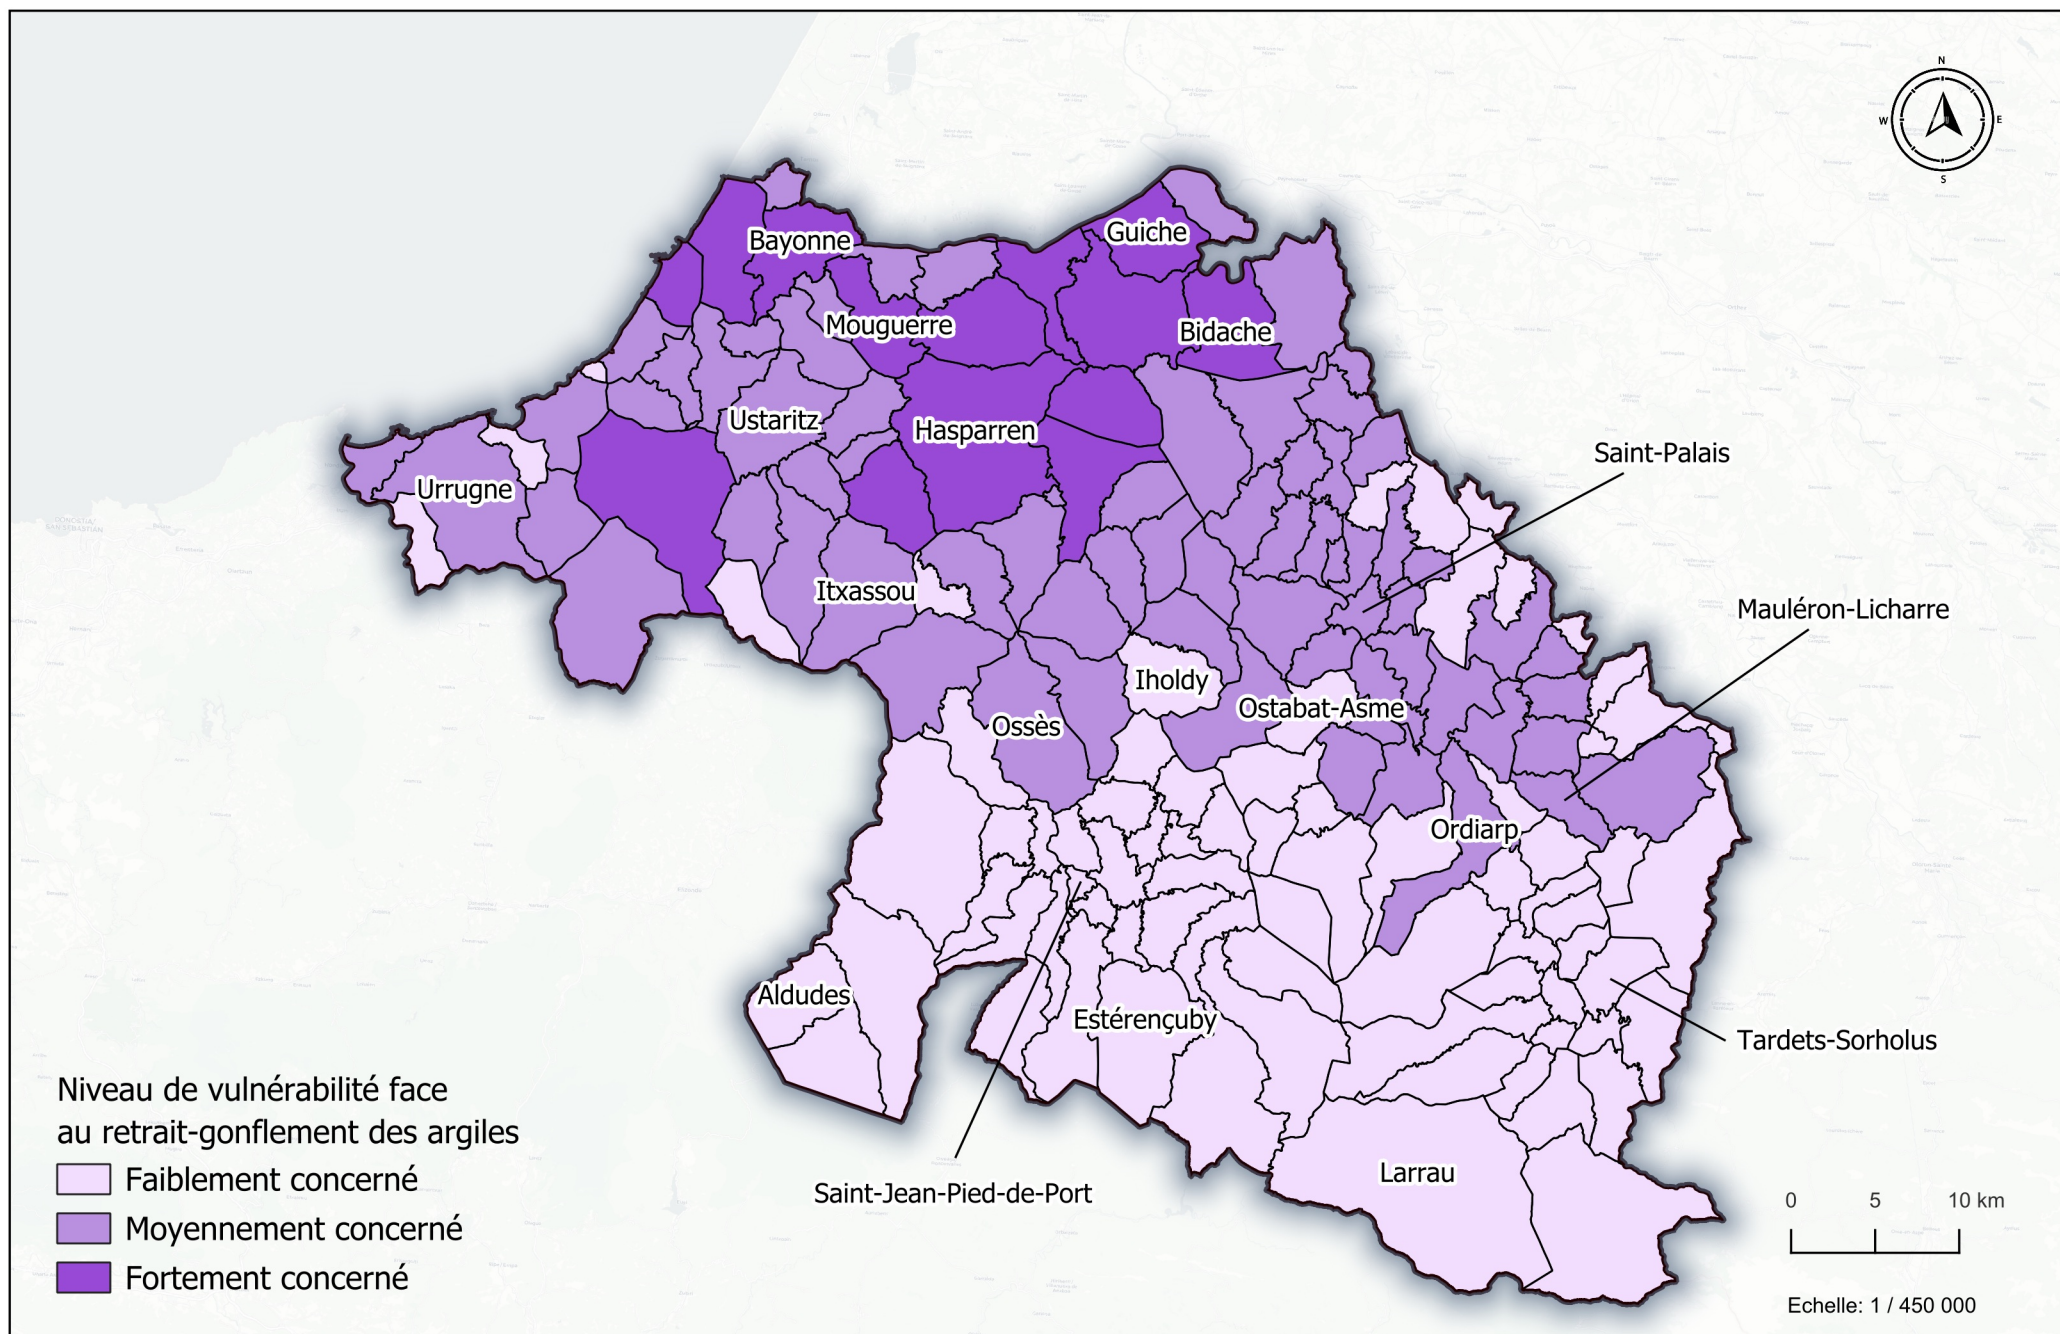 N
W
E
S
Guiche
Bayonne
Mouguerre
Bidache
Ustaritz
Hasparren
Saint-Palais
Urrugne
Itxassou
Mauléron-Licharre
Iholdy
Ostabat-Asme
Ossès
Ordiarp
Aldudes
Estérençuby
Tardets-Sorholus
Niveau de vulnérabilité face
au retrait-gonflement des argiles
Faiblement concerné
Moyennement concerné
Fortement concerné
Saint-Jean-Pied-de-Port
Larrau
0 5 10 km
Echelle: 1 / 450 000